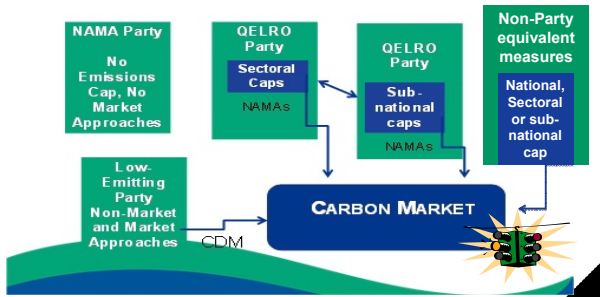 NAMA Party
No
Emissions
Cap, No
Market
Approaches
QELRO
Party
Sectoral
Caps
NAMAs
QELRO
Party
Sub-
national
caps
NAMAs
Non-Party
equivalent
measures
National,
Sectoral
or sub-
national
cap
Low-
Emitting
Party
Non-Market
and Market
Approaches
CDM
CARBON MARKET